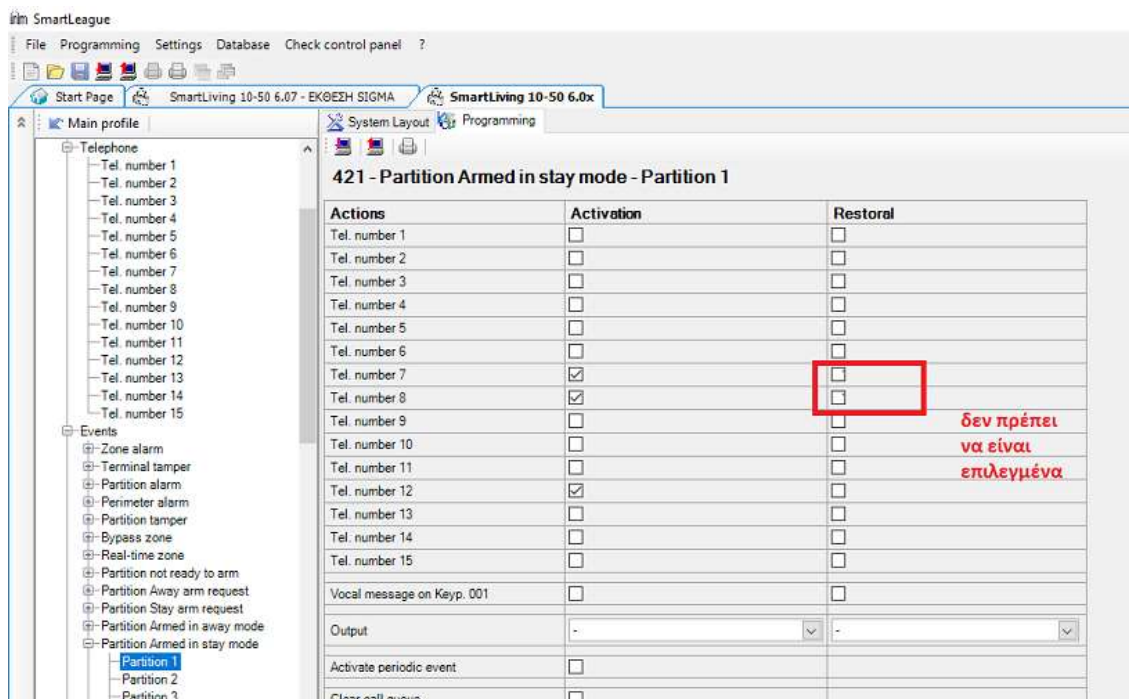 inim SmartLeague
File Programming Settings Database Check control panel ?
Start Page SmartLiving 10-50 6.07 - ΕΚΘΕΣΗ SIGMA SmartLiving 10-50 6.0x
Main profile
System Layout Programming
Telephone
Tel. number 1
Tel. number 2
Tel. number 3
Tel. number 4
Tel. number 5
Tel. number 6
Tel. number 7
Tel. number 8
Tel. number 9
Tel. number 10
Tel. number 11
Tel. number 12
Tel. number 13
Tel. number 14
Tel. number 15
Events
Zone alarm
Terminal tamper
Partition alarm
Perimeter alarm
Partition tamper
Bypass zone
Real-time zone
Partition not ready to arm
Partition Away arm request
Partition Stay arm request
Partition Armed in away mode
Partition Armed in stay mode
Partition 1
Partition 2
Partition 3
421 - Partition Armed in stay mode - Partition 1
Actions Activation Restoral
Tel. number 1
Tel. number 2
Tel. number 3
Tel. number 4
Tel. number 5
Tel. number 6
Tel. number 7
Tel. number 8
Tel. number 9
Tel. number 10
Tel. number 11
Tel. number 12
Tel. number 13
Tel. number 14
Tel. number 15
δεν πρέπει
να είναι
επιλεγμένα
Vocal message on Keyp. 001
Output - -
Activate periodic event
Clear call queue